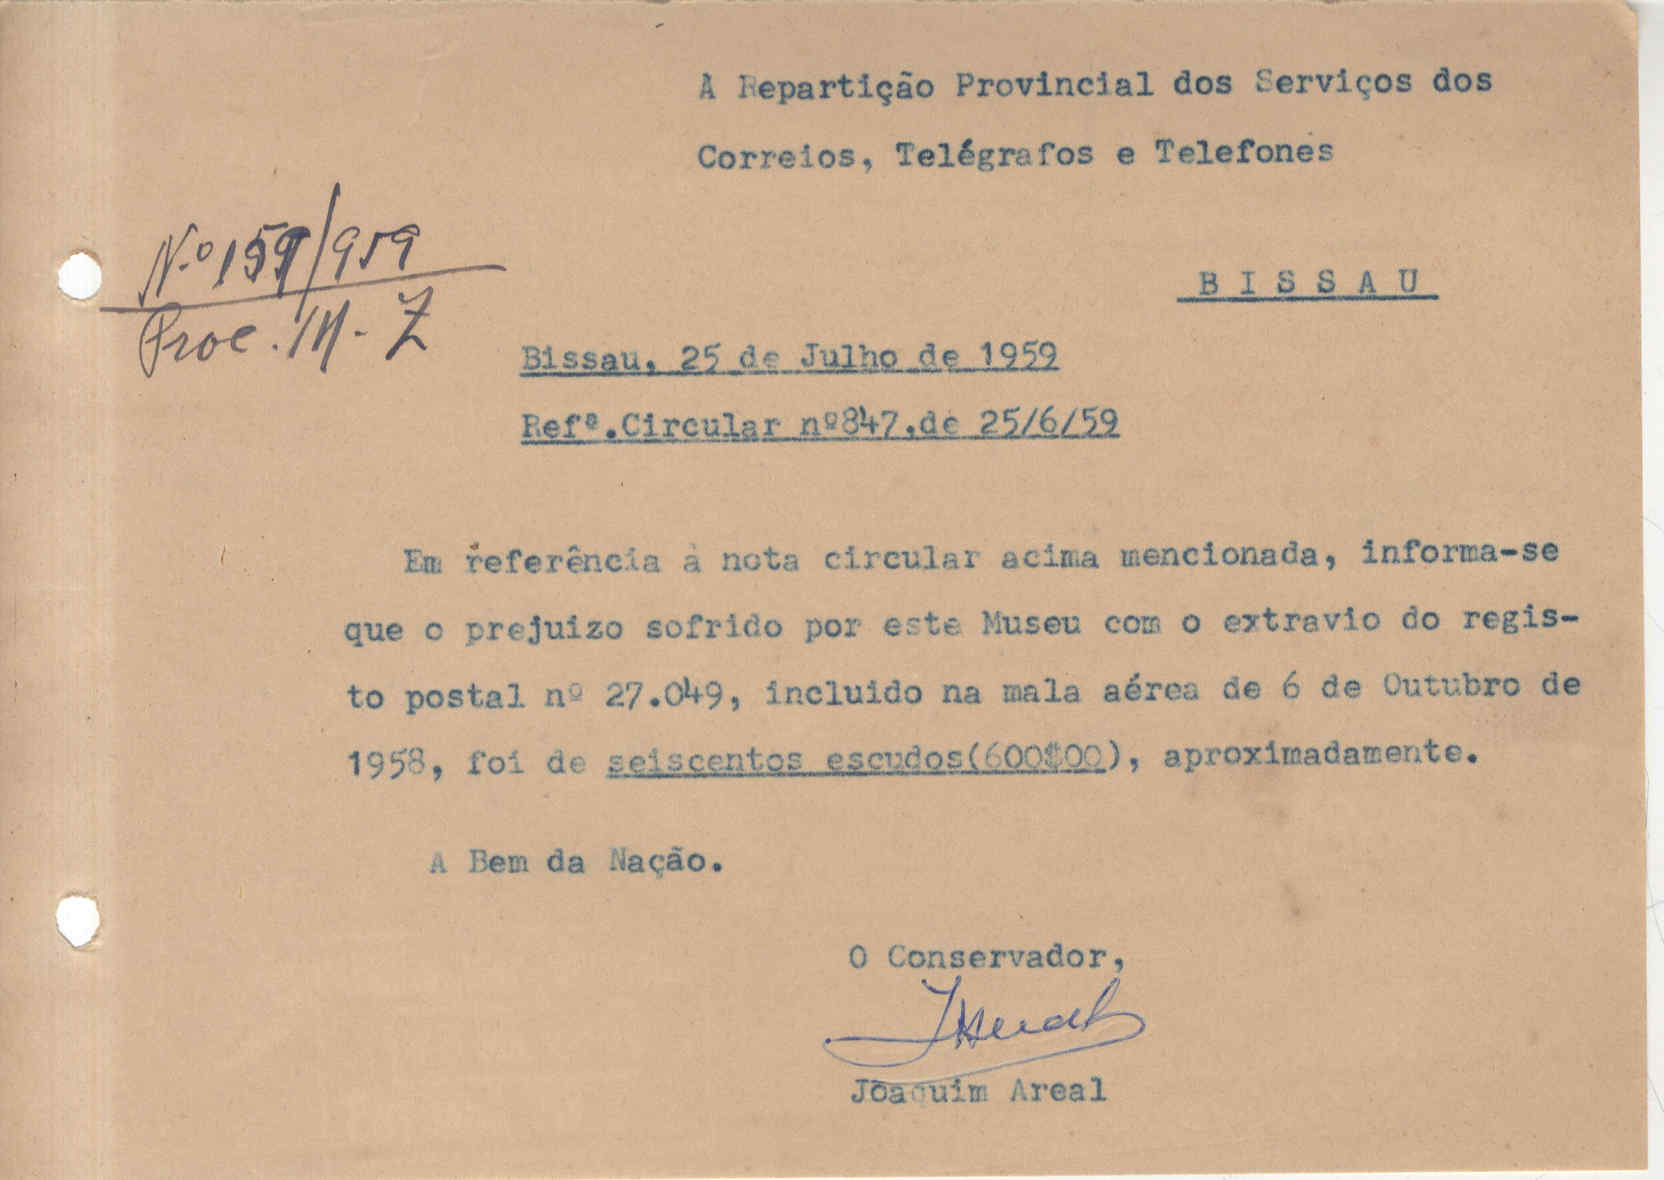 A Repartição Provincial dos Serviços dos
Correios, Telégrafos e Telefones
Nº 159/959
Proc. M-Z
BISSAU
Bissau, 25 de Julho de 1959
Refª.Circular nº847,de 25/6/59
Em referência à nota circular acima mencionada, informa-se
que o prejuizo sofrido por este Museu com o extravio do regis-
to postal nº 27.049, incluido na mala aérea de 6 de Outubro de
1958, foi de seiscentos escudos(600$00), aproximadamente.
A Bem da Nação.
O Conservador,
Joaquim Areal